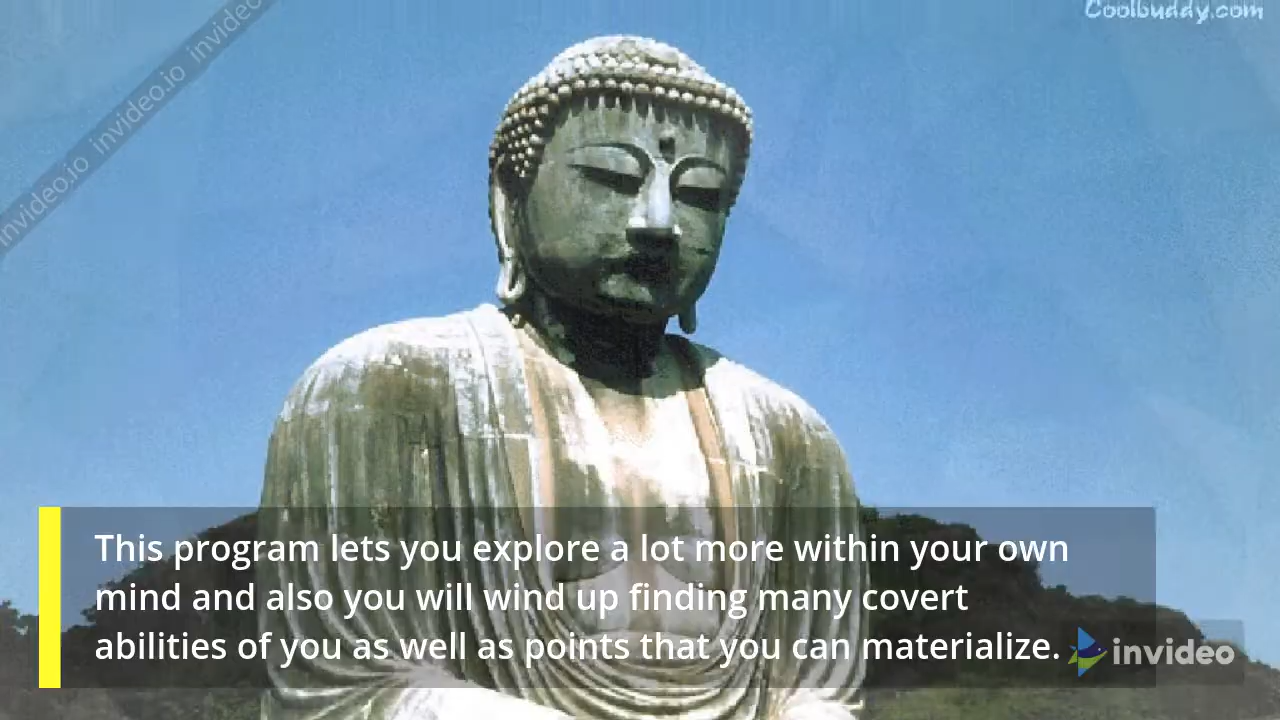 Coolbuddy.com
invideo.io invideo.io invideo
This program lets you explore a lot more within your own
mind and also you will wind up finding many covert
abilities of you as well as points that you can materialize.
invideo